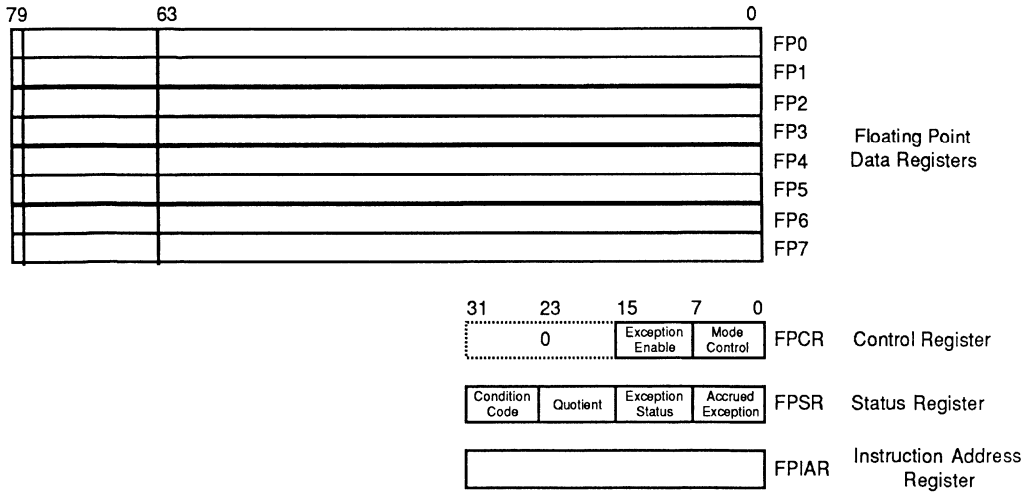 79 63 0
FP0
FP1
FP2
FP3
FP4
FP5
FP6
FP7
Floating Point
Data Registers
31 23 15 7 0
0
Exception
Enable
Mode
Control
FPCR
Control Register
Condition
Code
Quotient
Exception
Status
Accrued
Exception
FPSR
Status Register
FPIAR
Instruction Address
Register